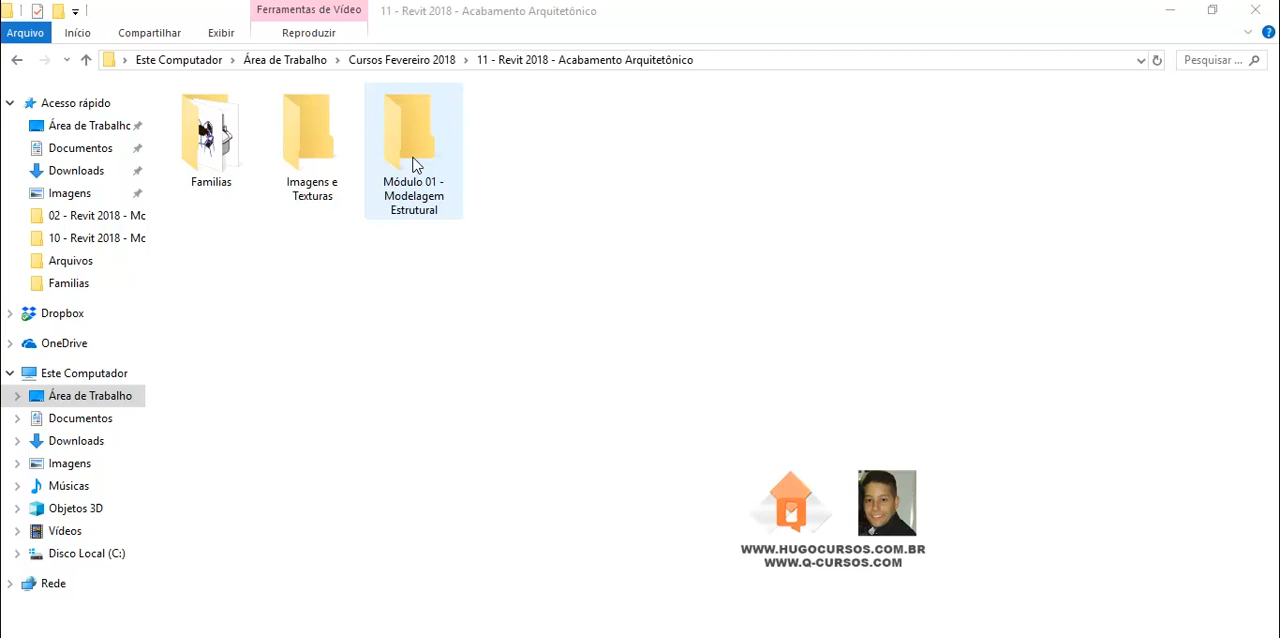 Ferramentas de Vídeo
11 - Revit 2018 - Acabamento Arquitetônico
Arquivo
Início
Compartilhar
Exibir
Reproduzir
Este Computador
Área de Trabalho
Cursos Fevereiro 2018
11 - Revit 2018 - Acabamento Arquitetônico
Pesquisar ...
Acesso rápido
Área de Trabalhc
Documentos
Downloads
Imagens
02 - Revit 2018 - Mc
10 - Revit 2018 - Mc
Arquivos
Familias
Dropbox
OneDrive
Este Computador
Área de Trabalho
Documentos
Downloads
Imagens
Músicas
Objetos 3D
Vídeos
Disco Local (C:)
Rede
Familias
Imagens e
Texturas
Módulo 01 -
Modelagem
Estrutural
WWW.HUGOCURSOS.COM.BR
WWW.Q-CURSOS.COM